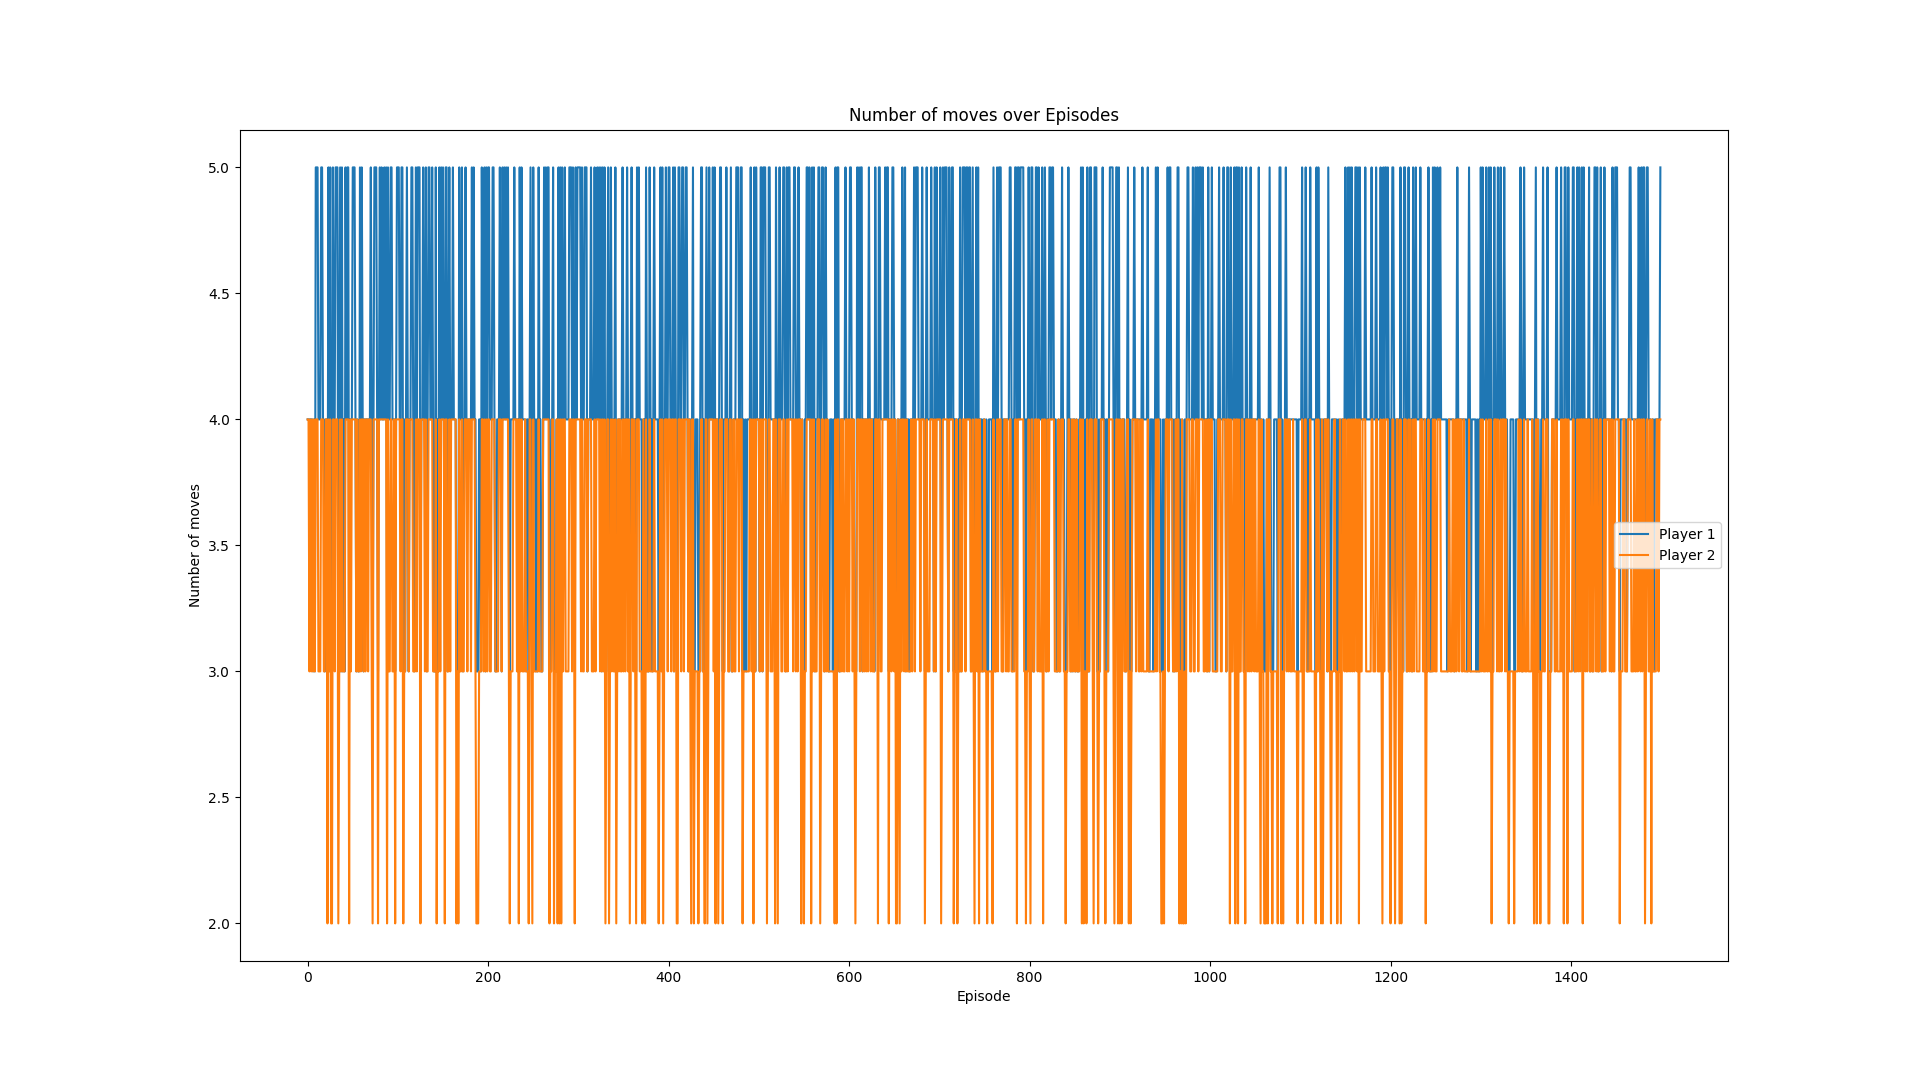 Number of moves over Episodes
5.0
4.5
4.0
3.5
3.0
2.5
2.0
Number of moves
Player 1
Player 2
0 200 400 600 800 1000 1200 1400
Episode